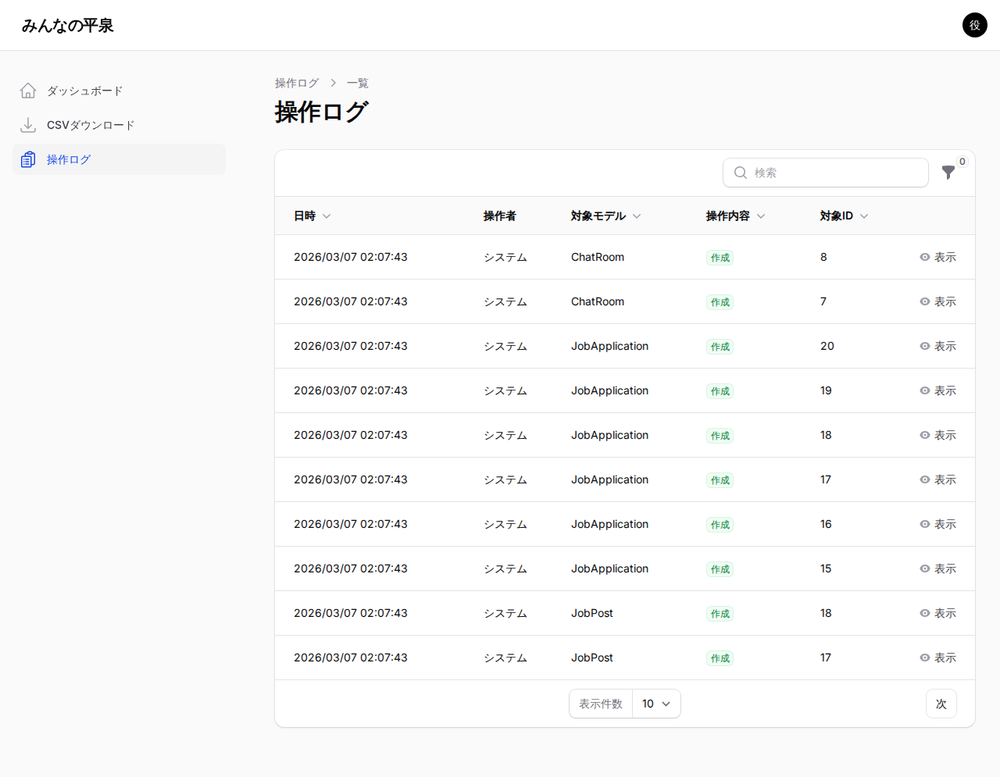 みんなの平泉
役
ダッシュボード
CSVダウンロード
操作ログ
操作ログ > 一覧
操作ログ
検索
0
日時 操作者 対象モデル 操作内容 対象ID
2026/03/07 02:07:43 システム ChatRoom 作成 8 表示
2026/03/07 02:07:43 システム ChatRoom 作成 7 表示
2026/03/07 02:07:43 システム JobApplication 作成 20 表示
2026/03/07 02:07:43 システム JobApplication 作成 19 表示
2026/03/07 02:07:43 システム JobApplication 作成 18 表示
2026/03/07 02:07:43 システム JobApplication 作成 17 表示
2026/03/07 02:07:43 システム JobApplication 作成 16 表示
2026/03/07 02:07:43 システム JobApplication 作成 15 表示
2026/03/07 02:07:43 システム JobPost 作成 18 表示
2026/03/07 02:07:43 システム JobPost 作成 17 表示
表示件数 10 次